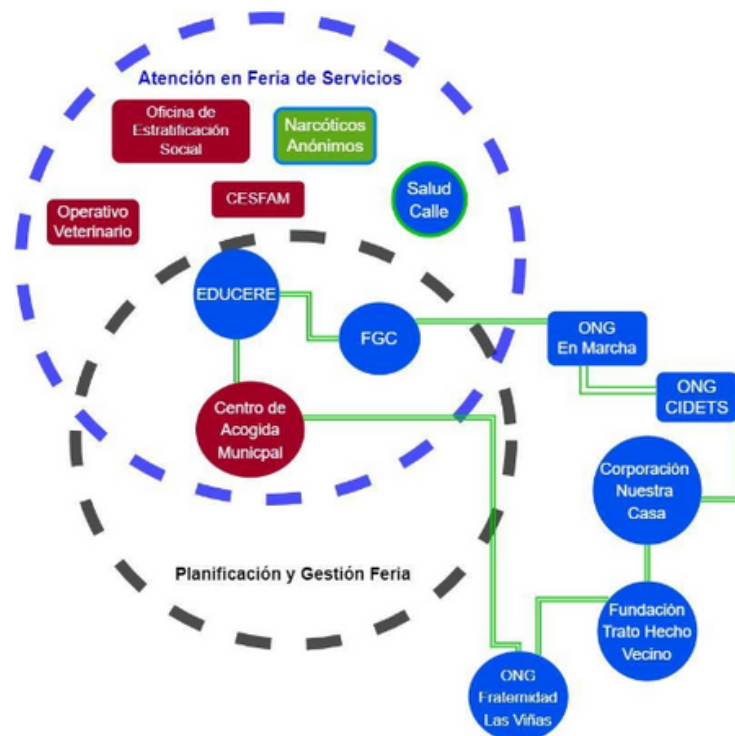 Atención en Feria de Servicios
Oficina de
Estratificación
Social
Narcóticos
Anónimos
Salud
Calle
CESFAM
Operativo
Veterinario
EDUCERE
FGC
ONG
En Marcha
ONG
CIDETS
Centro de
Acogida
Municpal
Corporación
Nuestra
Casa
Planificación y Gestión Feria
Fundación
Trato Hecho
Vecino
ONG
Fraternidad
Las Viñas